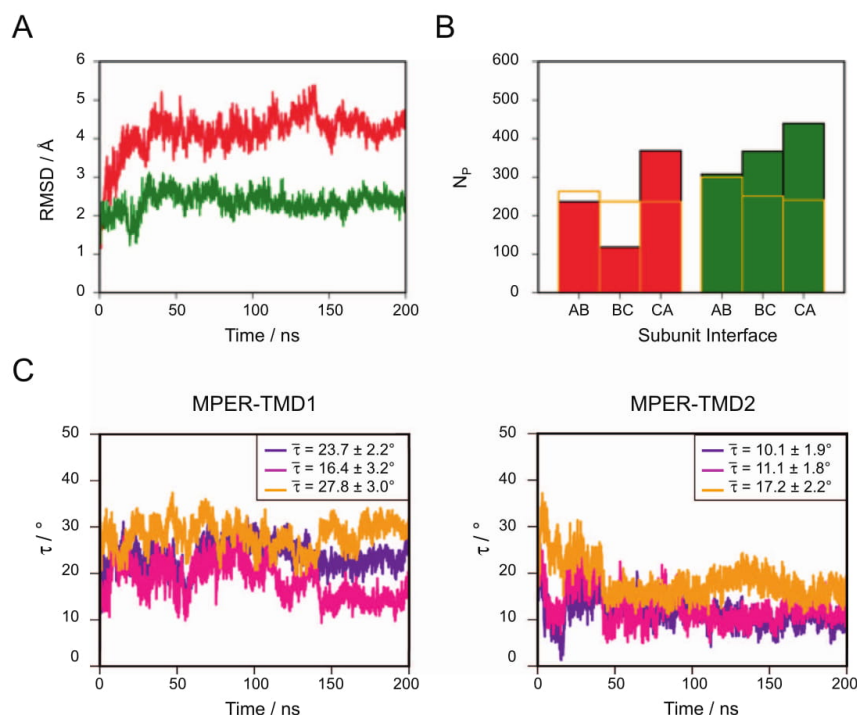 A
B
6
5
4
3
2
1
0
RMSD / Å
0
50
100
150
200
Time / ns
600
500
400
300
200
100
0
N_P
AB
BC
CA
AB
BC
CA
Subunit Interface
C
MPER-TMD1
MPER-TMD2
50
40
30
20
10
0
τ / °
τ̅ = 23.7 ± 2.2°
τ̅ = 16.4 ± 3.2°
τ̅ = 27.8 ± 3.0°
0
50
100
150
200
Time / ns
50
40
30
20
10
0
τ / °
τ̅ = 10.1 ± 1.9°
τ̅ = 11.1 ± 1.8°
τ̅ = 17.2 ± 2.2°
0
50
100
150
200
Time / ns